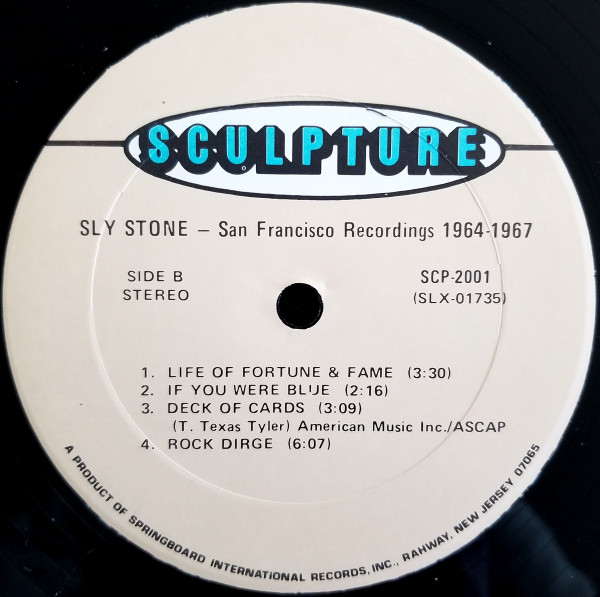 SCULPTURE
SLY STONE – San Francisco Recordings 1964-1967
SIDE B
STEREO
SCP-2001
(SLX-01735)
1. LIFE OF FORTUNE & FAME (3:30)
2. IF YOU WERE BLUE (2:16)
3. DECK OF CARDS (3:09)
(T. Texas Tyler) American Music Inc./ASCAP
4. ROCK DIRGE (6:07)
A PRODUCT OF SPRINGBOARD INTERNATIONAL RECORDS, INC., RAHWAY, NEW JERSEY 07065